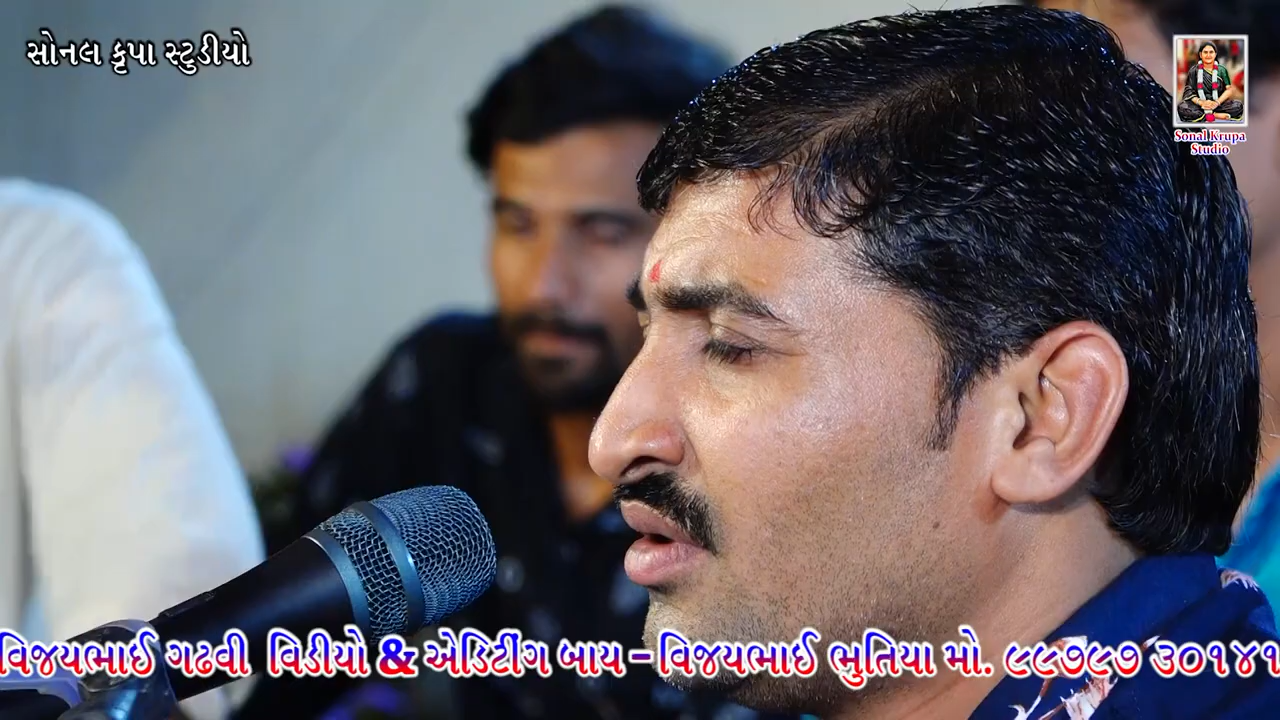 સોનલ કૃપા સ્ટુડીયો
Sonal Krupa
Studio
વિજયભાઈ ગઢવી વિડીયો & એડિટીંગ બાય - વિજયભાઈ ભુતિયા મો. ૯૯૭૯૭ ૩૦૧૪૧